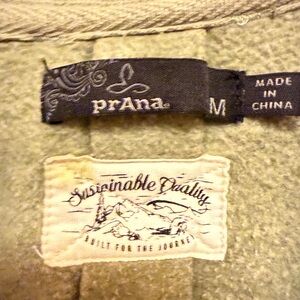 prAna
M
MADE
IN
CHINA
Sustainable Quality
BUILT FOR THE JOURNEY